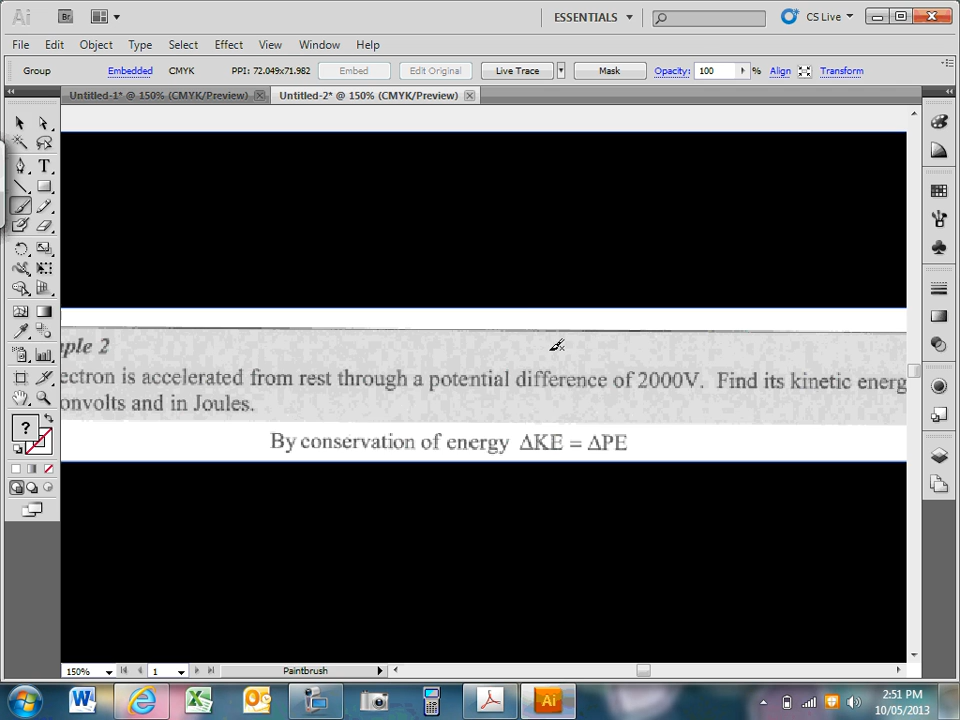 Ai Br ESSENTIALS CS Live
File Edit Object Type Select Effect View Window Help
Group Embedded CMYK PPI: 72.049x71.982 Embed Edit Original Live Trace Mask Opacity: 100 % Align Transform
Untitled-1* @ 150% (CMYK/Preview) Untitled-2* @ 150% (CMYK/Preview)
T
mple 2
ectron is accelerated from rest through a potential difference of 2000V. Find its kinetic energ
onvolts and in Joules.
?
By conservation of energy ΔKE = ΔPE
150% 1 Paintbrush
W Ai 2:51 PM
10/05/2013